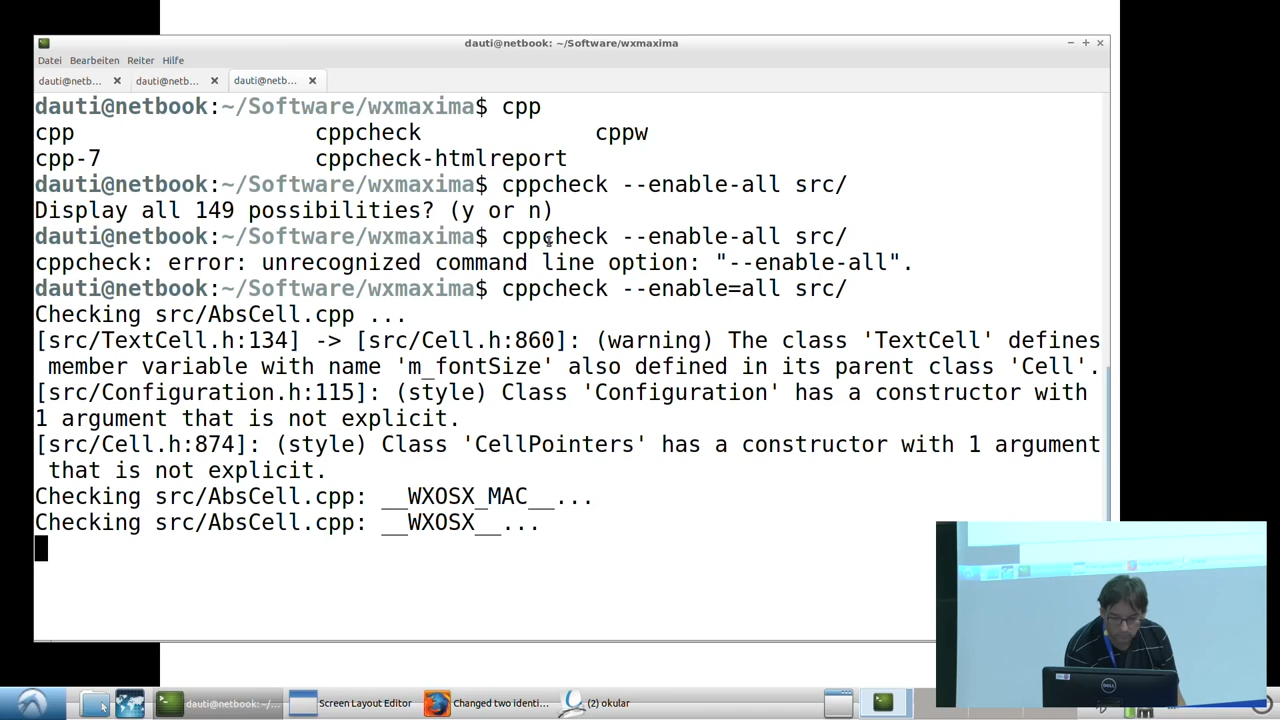 dauti@netbook: ~/Software/wxmaxima
Datei Bearbeiten Reiter Hilfe
dauti@netb... dauti@netb... dauti@netb...
dauti@netbook:~/Software/wxmaxima$ cpp
cpp cppcheck cppw
cpp-7 cppcheck-htmlreport
dauti@netbook:~/Software/wxmaxima$ cppcheck --enable-all src/
Display all 149 possibilities? (y or n)
dauti@netbook:~/Software/wxmaxima$ cppcheck --enable-all src/
cppcheck: error: unrecognized command line option: "--enable-all".
dauti@netbook:~/Software/wxmaxima$ cppcheck --enable=all src/
Checking src/AbsCell.cpp ...
[src/TextCell.h:134] -> [src/Cell.h:860]: (warning) The class 'TextCell' defines
member variable with name 'm_fontSize' also defined in its parent class 'Cell'.
[src/Configuration.h:115]: (style) Class 'Configuration' has a constructor with
1 argument that is not explicit.
[src/Cell.h:874]: (style) Class 'CellPointers' has a constructor with 1 argument
that is not explicit.
Checking src/AbsCell.cpp: __WXOSX_MAC__...
Checking src/AbsCell.cpp: __WXOSX__...
DELL
dauti@netbook: ~/... Screen Layout Editor Changed two identi... (2) okular